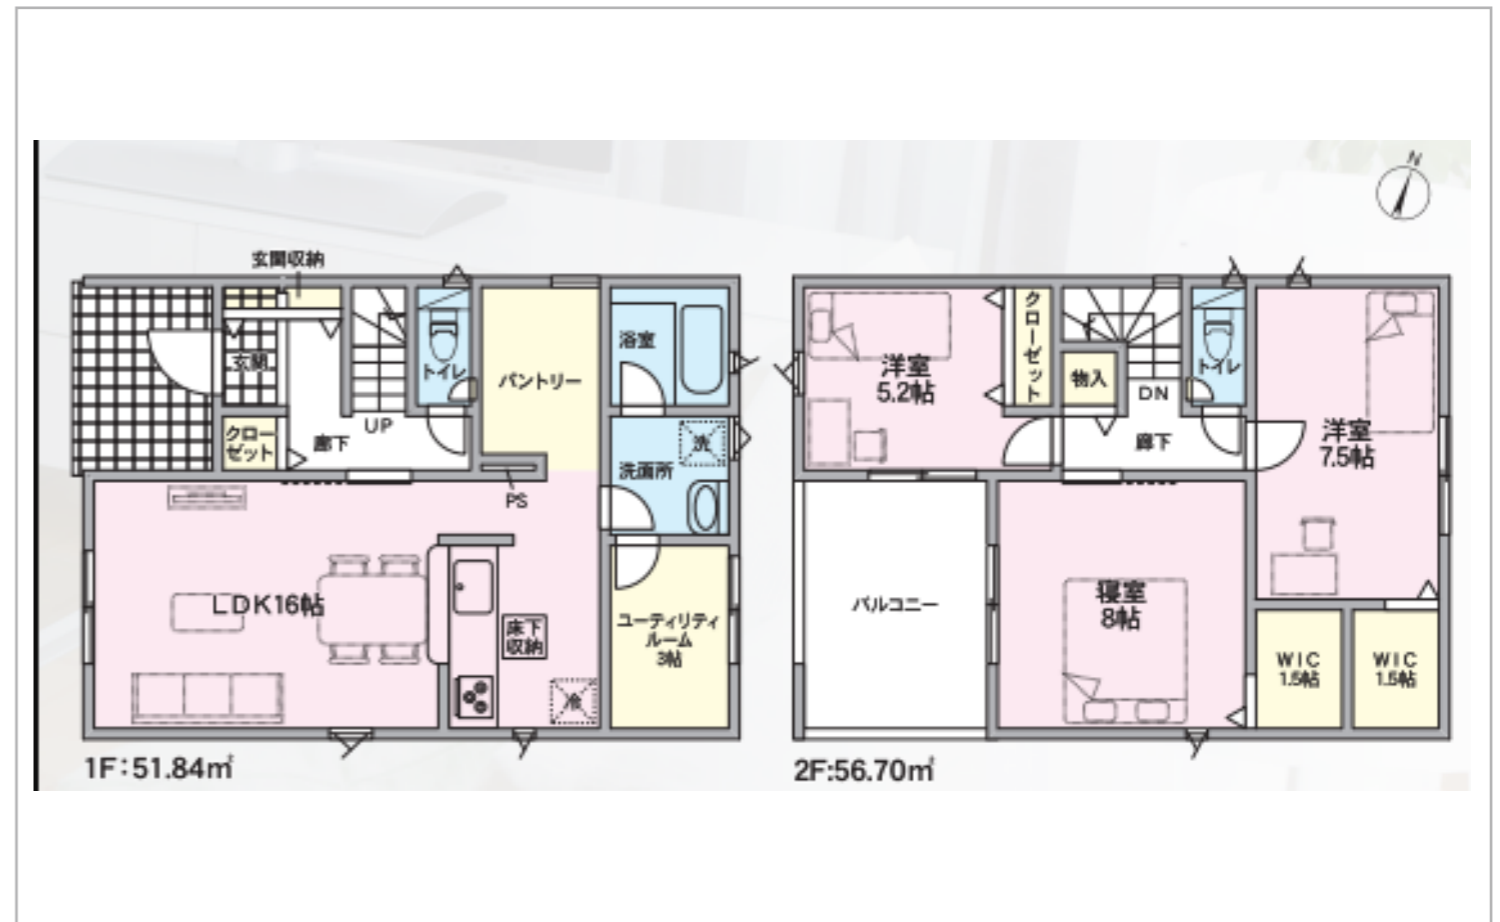 N
玄関収納
玄関
トイレ
パントリー
浴室
クロー
ゼット
廊下
UP
洗
洗面所
PS
LDK16帖
床下
収納
冷
ユーティリティ
ルーム
3帖
1F:51.84㎡
洋室
5.2帖
クローゼット
物入
DN
トイレ
廊下
洋室
7.5帖
バルコニー
寝室
8帖
WIC
1.5帖
WIC
1.5帖
2F:56.70㎡